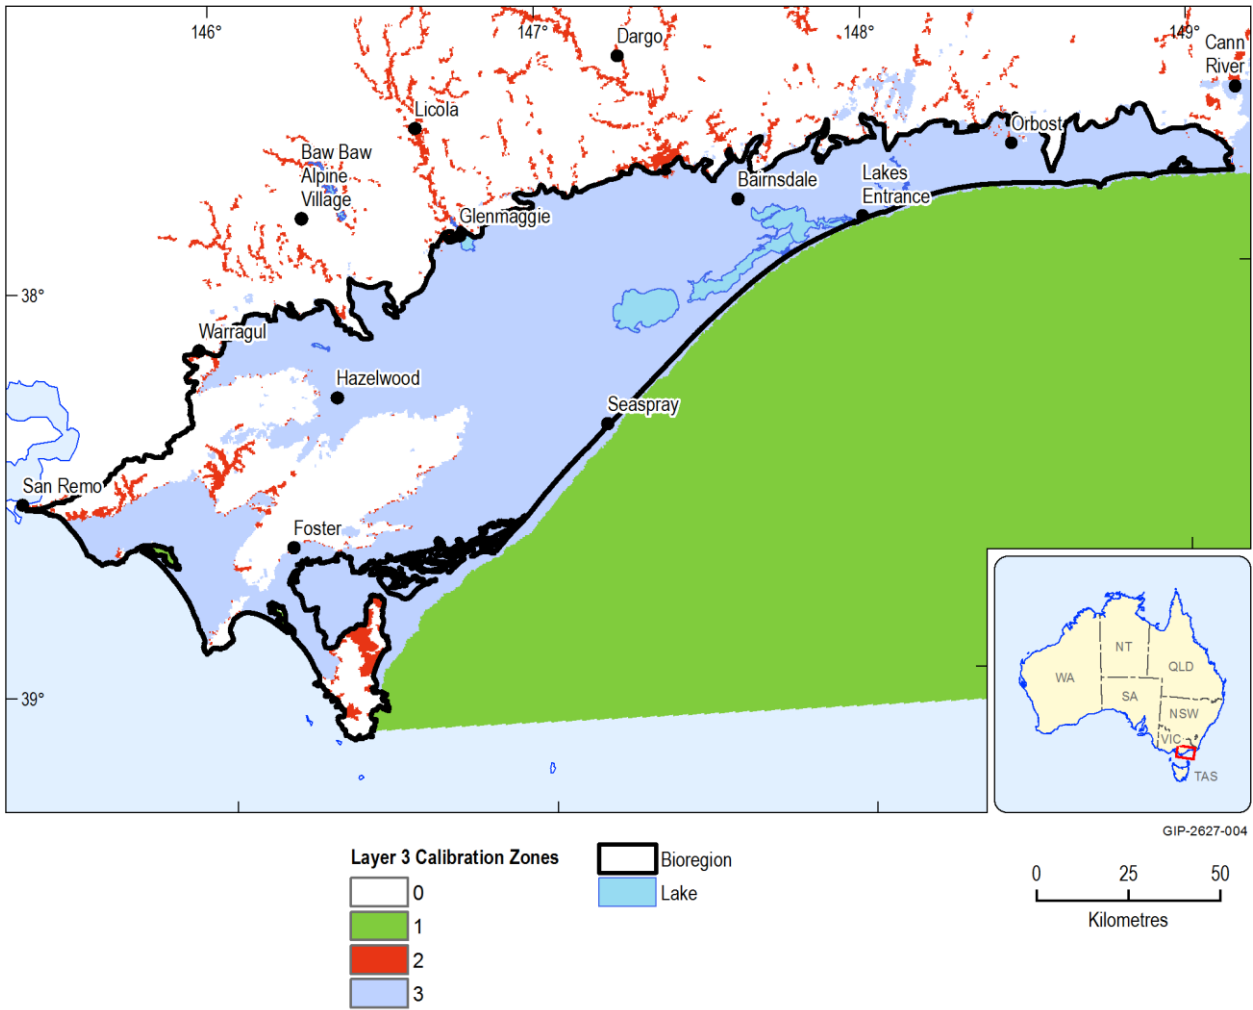 146°
147°
148°
149°
Dargo
Cann
River
Licola
Orbost
Baw Baw
Alpine
Village
Bairnsdale
Lakes
Entrance
Glenmaggie
38°
Warragul
Hazelwood
Seaspray
San Remo
Foster
39°
NT
QLD
WA
SA
NSW
VIC
TAS
GIP-2627-004
Layer 3 Calibration Zones
0
1
2
3
Bioregion
Lake
0 25 50
Kilometres